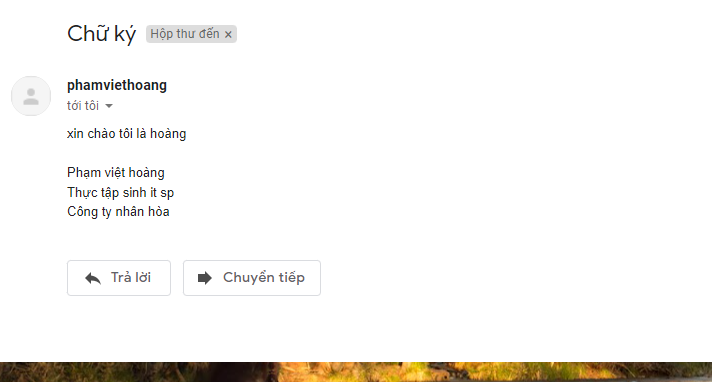 Chữ ký Hộp thư đến ×
phamviethoang
tới tôi
xin chào tôi là hoàng
Phạm việt hoàng
Thực tập sinh it sp
Công ty nhân hòa
Trả lời Chuyển tiếp